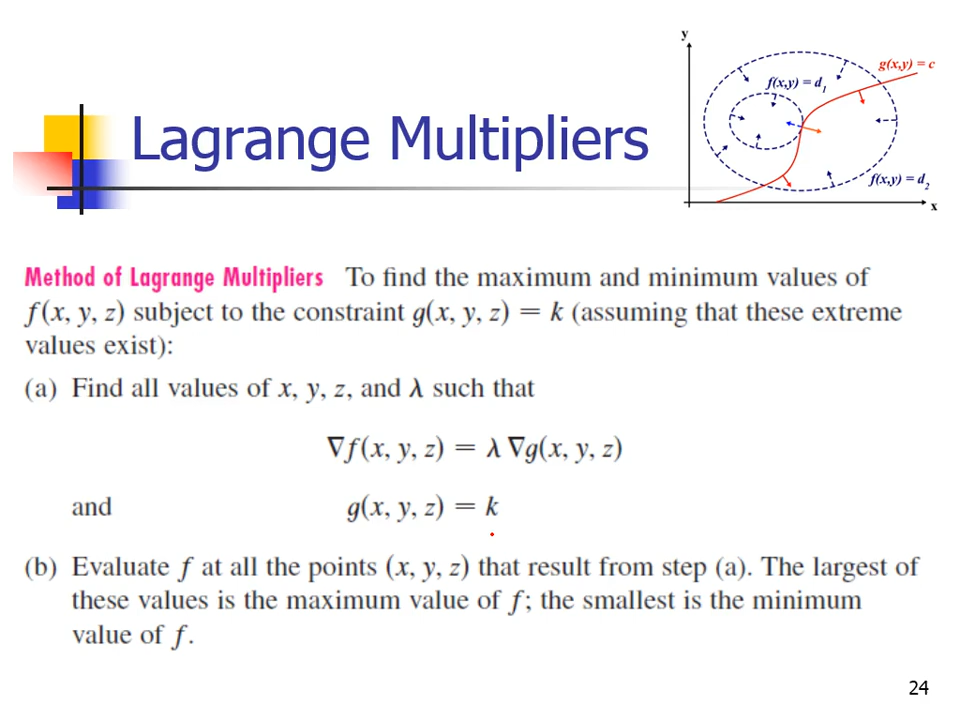 Lagrange Multipliers
y
g(x,y) = c
f(x,y) = d₁
f(x,y) = d₂
x
Method of Lagrange Multipliers To find the maximum and minimum values of
f(x, y, z) subject to the constraint g(x, y, z) = k (assuming that these extreme
values exist):
(a) Find all values of x, y, z, and λ such that
∇f(x, y, z) = λ ∇g(x, y, z)
and g(x, y, z) = k
(b) Evaluate f at all the points (x, y, z) that result from step (a). The largest of
these values is the maximum value of f; the smallest is the minimum
value of f.
24